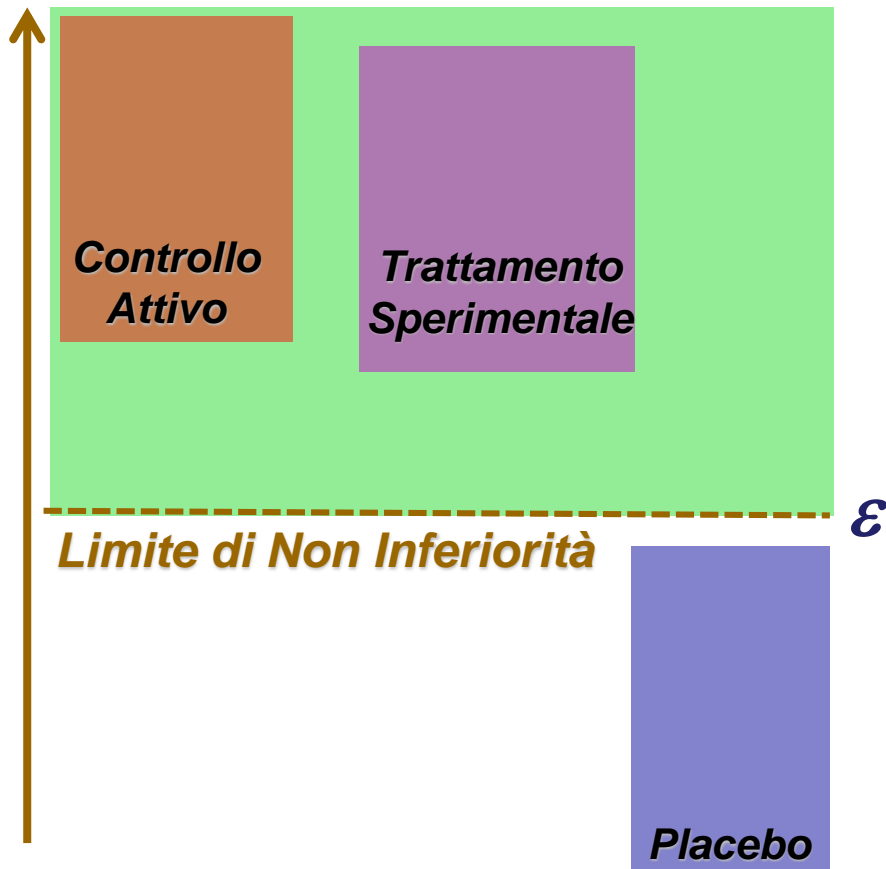 Controllo
Attivo
Trattamento
Sperimentale
ε
Limite di Non Inferiorità
Placebo